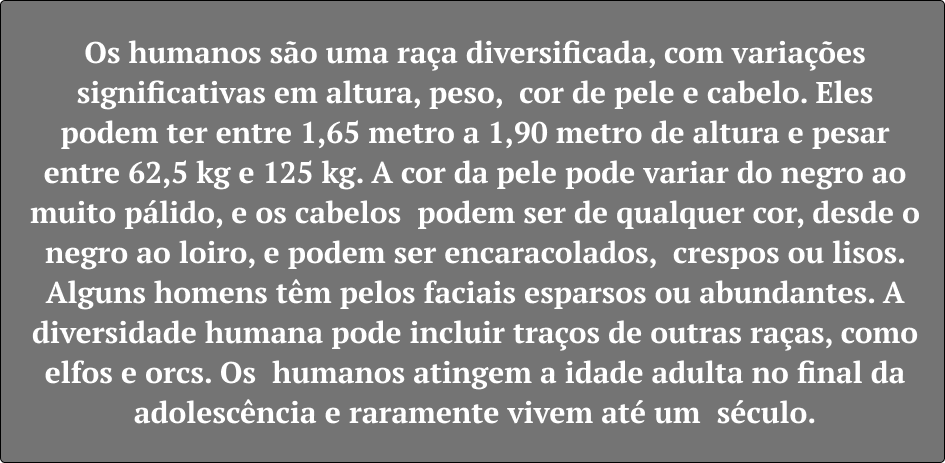 Os humanos são uma raça diversificada, com variações
significativas em altura, peso,  cor de pele e cabelo. Eles
podem ter entre 1,65 metro a 1,90 metro de altura e pesar
entre 62,5 kg e 125 kg. A cor da pele pode variar do negro ao
muito pálido, e os cabelos  podem ser de qualquer cor, desde o
negro ao loiro, e podem ser encaracolados,  crespos ou lisos.
Alguns homens têm pelos faciais esparsos ou abundantes. A
diversidade humana pode incluir traços de outras raças, como
elfos e orcs. Os  humanos atingem a idade adulta no final da
adolescência e raramente vivem até um  século.